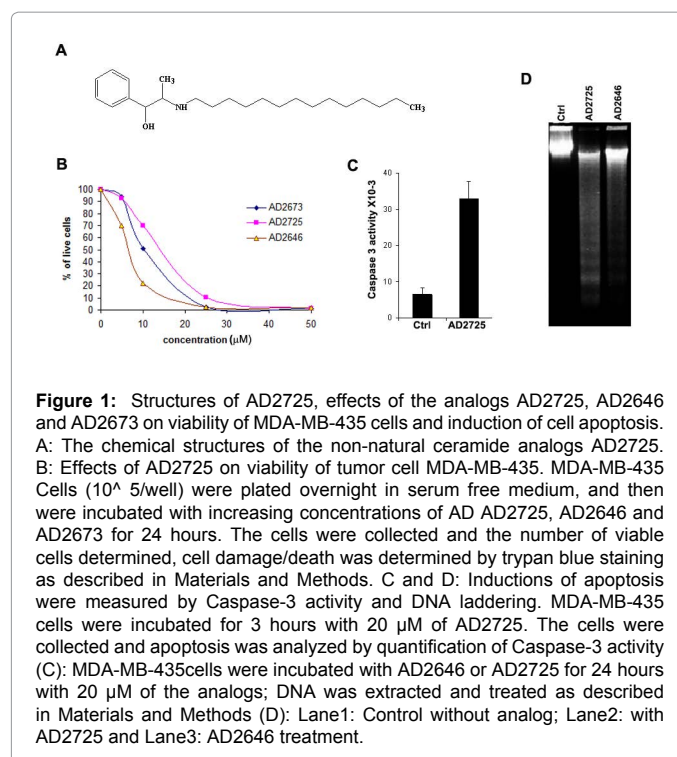 A
CH₃
NH
CH₃
OH
D
Ctrl
AD2725
AD2646
B
100
90
80
70
60
50
40
30
20
10
0
% of live cells
0 10 20 30 40 50
concentration (µM)
AD2673
AD2725
AD2646
C
Caspase 3 activity X10-3
40
30
20
10
0
Ctrl AD2725
Figure 1: Structures of AD2725, effects of the analogs AD2725, AD2646
and AD2673 on viability of MDA-MB-435 cells and induction of cell apoptosis.
A: The chemical structures of the non-natural ceramide analogs AD2725.
B: Effects of AD2725 on viability of tumor cell MDA-MB-435. MDA-MB-435
Cells (10^ 5/well) were plated overnight in serum free medium, and then
were incubated with increasing concentrations of AD AD2725, AD2646 and
AD2673 for 24 hours. The cells were collected and the number of viable
cells determined, cell damage/death was determined by trypan blue staining
as described in Materials and Methods. C and D: Inductions of apoptosis
were measured by Caspase-3 activity and DNA laddering. MDA-MB-435
cells were incubated for 3 hours with 20 µM of AD2725. The cells were
collected and apoptosis was analyzed by quantification of Caspase-3 activity
(C): MDA-MB-435cells were incubated with AD2646 or AD2725 for 24 hours
with 20 µM of the analogs; DNA was extracted and treated as described
in Materials and Methods (D): Lane1: Control without analog; Lane2: with
AD2725 and Lane3: AD2646 treatment.